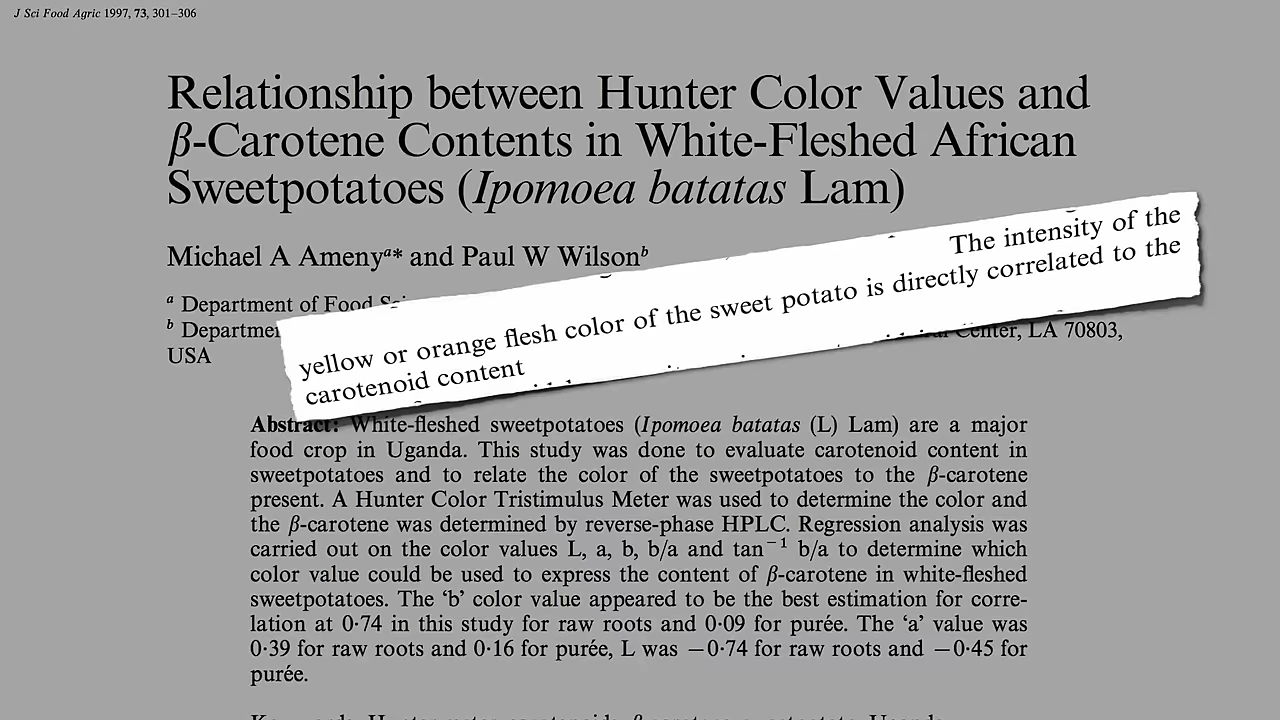 J Sci Food Agric 1997, 73, 301–306
Relationship between Hunter Color Values and
β-Carotene Contents in White-Fleshed African
Sweetpotatoes (Ipomoea batatas Lam)
Michael A Amenyᵃ* and Paul W Wilsonᵇ
ᵃ Department of Food
ᵇ Center, LA 70803,
USA
The intensity of the
yellow or orange flesh color of the sweet potato is directly correlated to the
carotenoid content
Abstract: White-fleshed sweetpotatoes (Ipomoea batatas (L) Lam) are a major
food crop in Uganda. This study was done to evaluate carotenoid content in
sweetpotatoes and to relate the color of the sweetpotatoes to the β-carotene
present. A Hunter Color Tristimulus Meter was used to determine the color and
the β-carotene was determined by reverse-phase HPLC. Regression analysis was
carried out on the color values L, a, b, b/a and tan⁻¹ b/a to determine which
color value could be used to express the content of β-carotene in white-fleshed
sweetpotatoes. The ‘b’ color value appeared to be the best estimation for corre-
lation at 0·74 in this study for raw roots and 0·09 for purée. The ‘a’ value was
0·39 for raw roots and 0·16 for purée, L was −0·74 for raw roots and −0·45 for
purée.